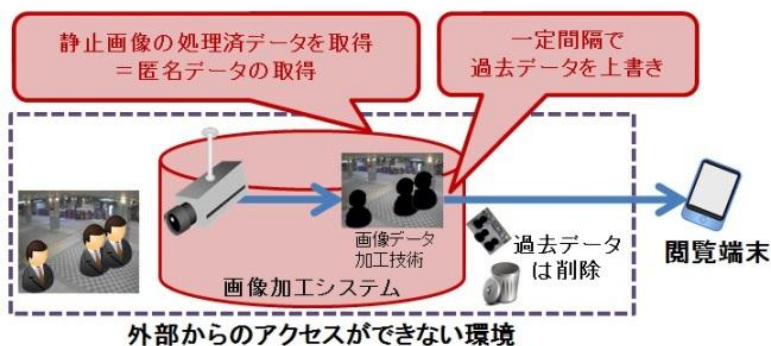 静止画像の処理済データを取得
＝匿名データの取得
一定間隔で
過去データを上書き
画像データ
加工技術
画像加工システム
過去データ
は削除
閲覧端末
外部からのアクセスができない環境